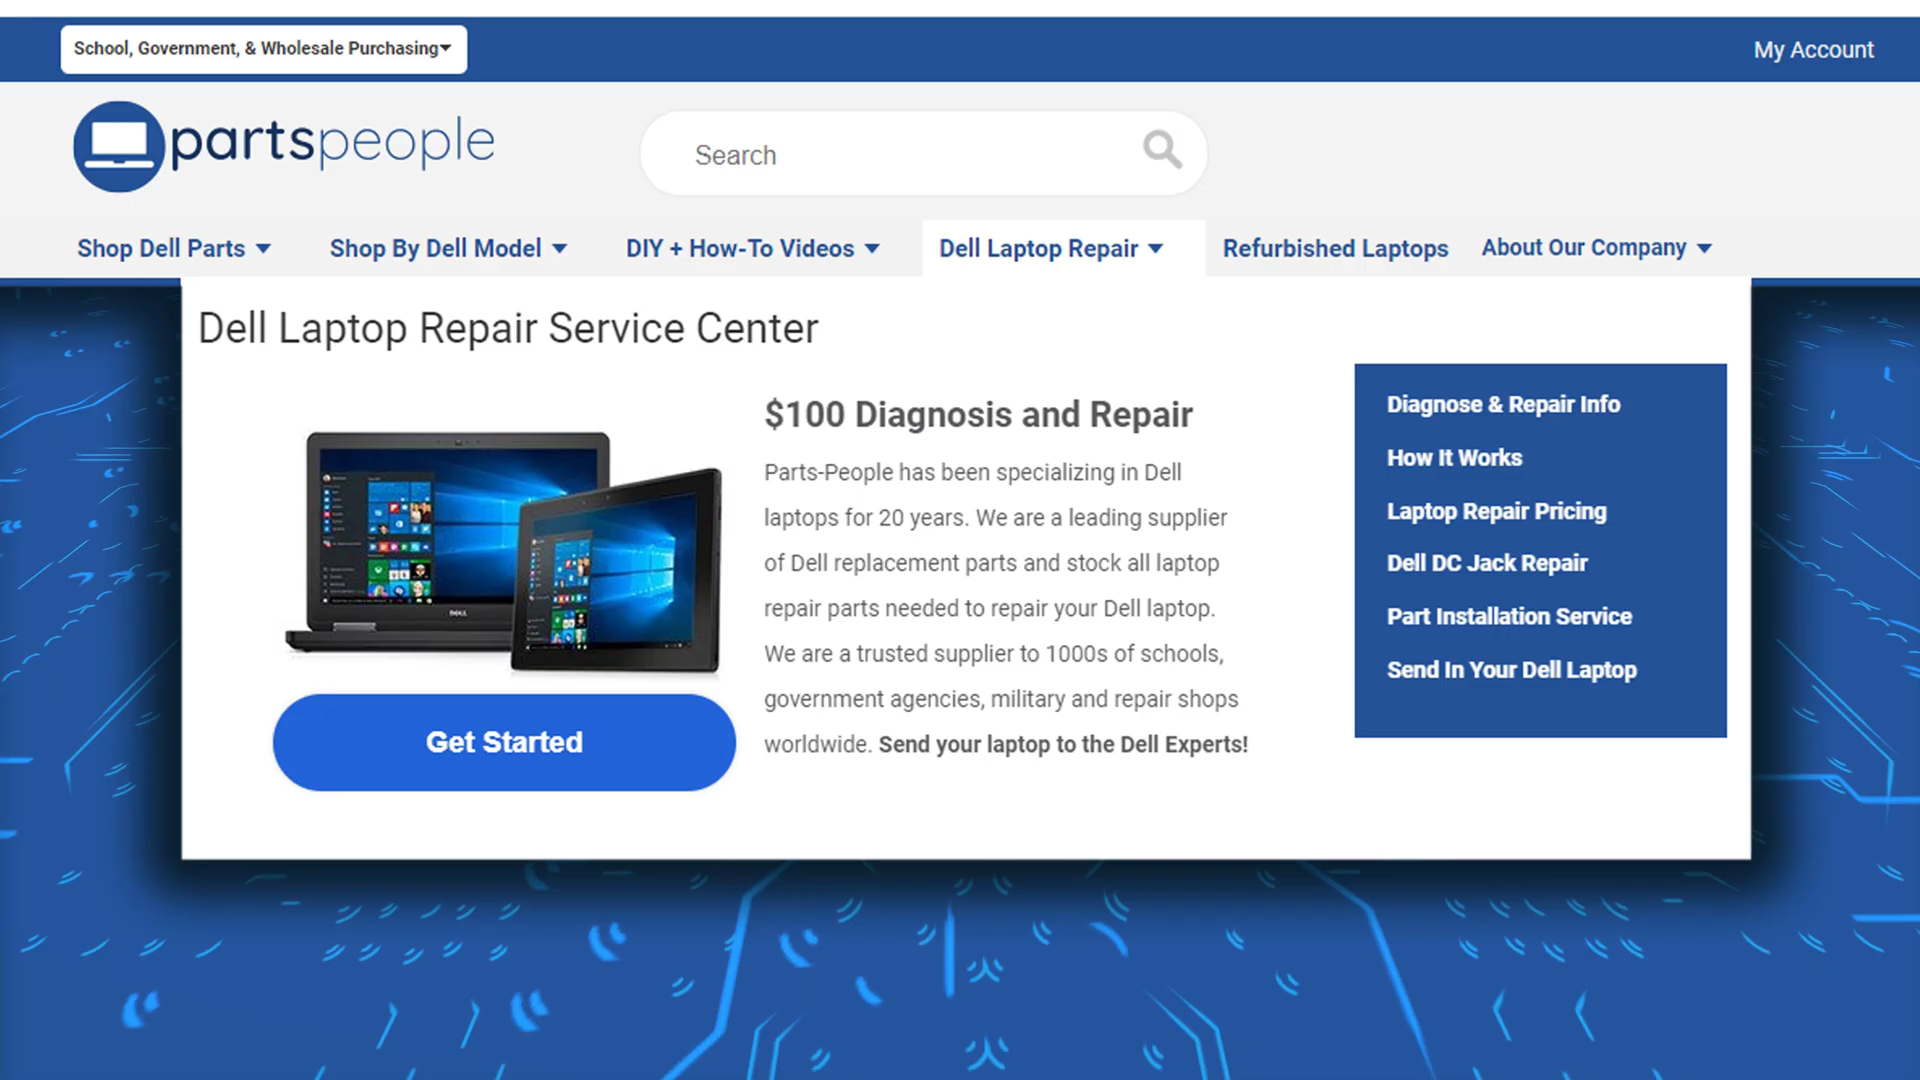 School, Government, & Wholesale Purchasing
My Account
partspeople
Search
Shop Dell Parts
Shop By Dell Model
DIY + How-To Videos
Dell Laptop Repair
Refurbished Laptops
About Our Company
Dell Laptop Repair Service Center
$100 Diagnosis and Repair
Parts-People has been specializing in Dell
laptops for 20 years. We are a leading supplier
of Dell replacement parts and stock all laptop
repair parts needed to repair your Dell laptop.
We are a trusted supplier to 1000s of schools,
government agencies, military and repair shops
worldwide. Send your laptop to the Dell Experts!
DELL
Get Started
Diagnose & Repair Info
How It Works
Laptop Repair Pricing
Dell DC Jack Repair
Part Installation Service
Send In Your Dell Laptop